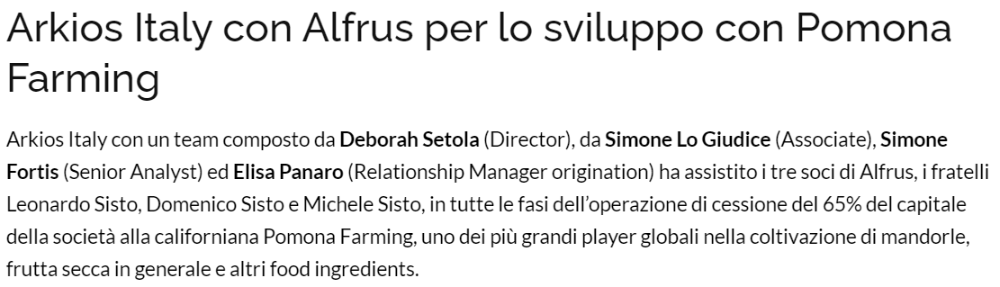 Arkios Italy con Alfrus per lo sviluppo con Pomona
Farming
Arkios Italy con un team composto da Deborah Setola (Director), da Simone Lo Giudice (Associate), Simone
Fortis (Senior Analyst) ed Elisa Panaro (Relationship Manager origination) ha assistito i tre soci di Alfrus, i fratelli
Leonardo Sisto, Domenico Sisto e Michele Sisto, in tutte le fasi dell’operazione di cessione del 65% del capitale
della società alla californiana Pomona Farming, uno dei più grandi player globali nella coltivazione di mandorle,
frutta secca in generale e altri food ingredients.